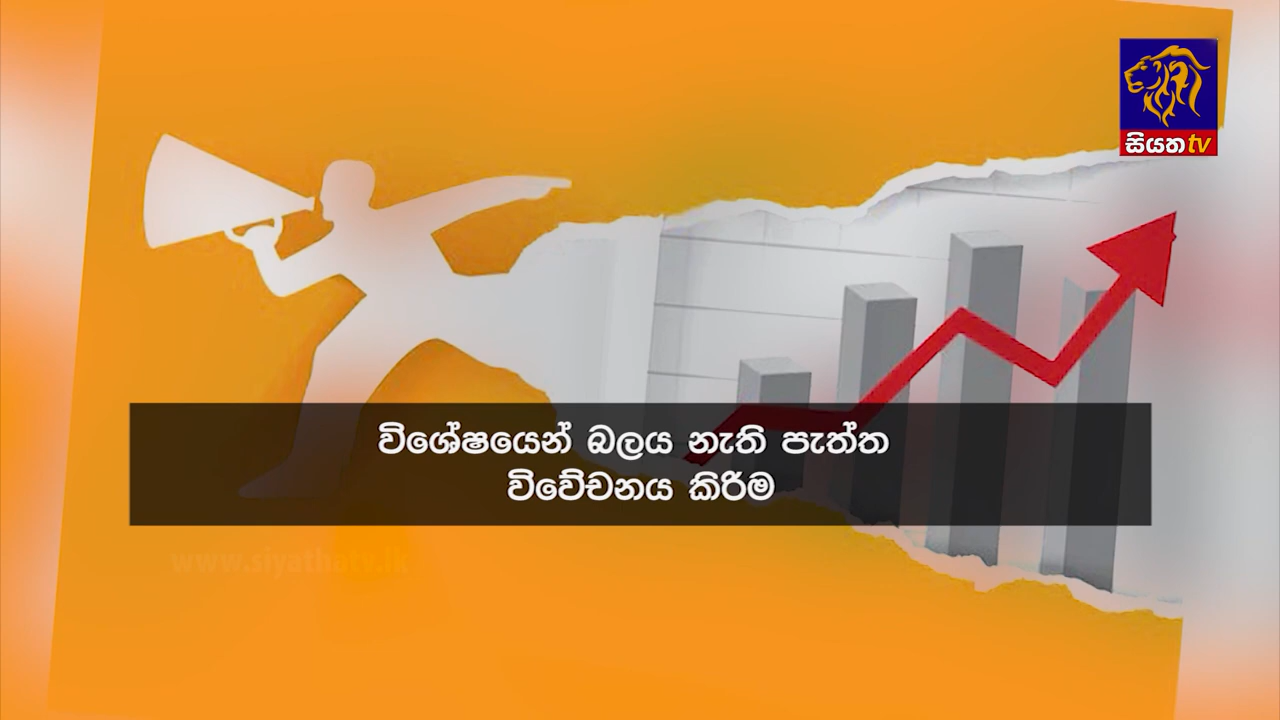 සියත tv
විශේෂයෙන් බලය නැති පැත්ත
විවේචනය කිරිම
www.siyathatv.lk